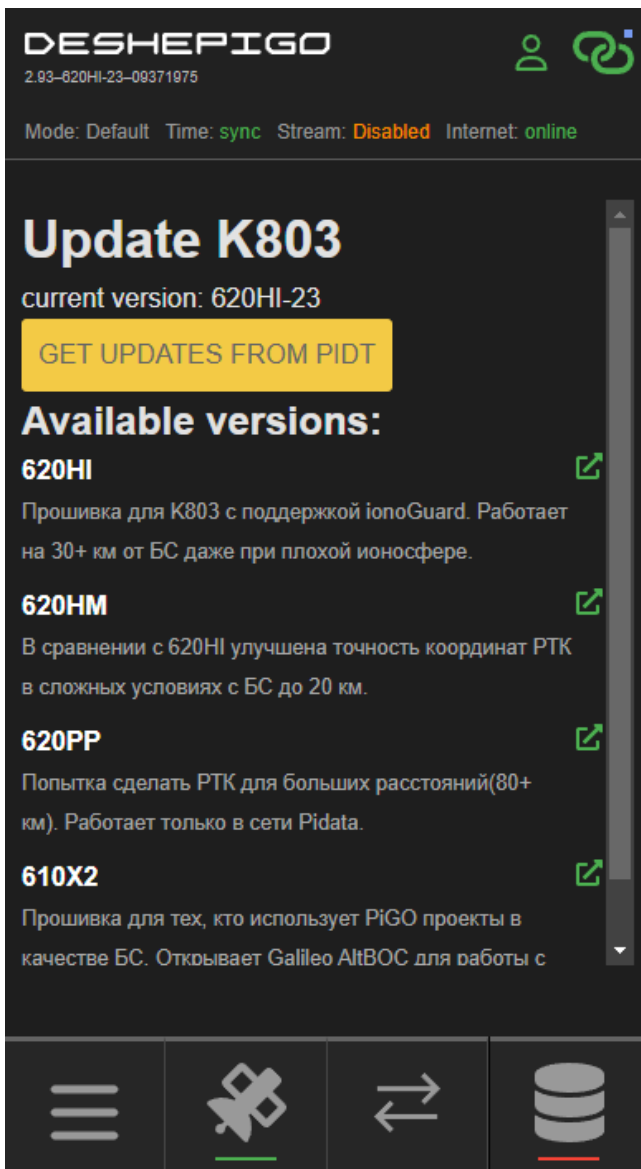 DESHEPIGO
2.93–620HI-23–09371975
Mode: Default Time: sync Stream: Disabled Internet: online
Update K803
current version: 620HI-23
GET UPDATES FROM PIDT
Available versions:
620HI
Прошивка для К803 с поддержкой ionoGuard. Работает
на 30+ км от БС даже при плохой ионосфере.
620HM
В сравнении с 620HI улучшена точность координат РТК
в сложных условиях с БС до 20 км.
620PP
Попытка сделать РТК для больших расстояний(80+
км). Работает только в сети Pidata.
610X2
Прошивка для тех, кто использует PiGO проекты в
качестве БС. Открывает Galileo AltBOC для работы с